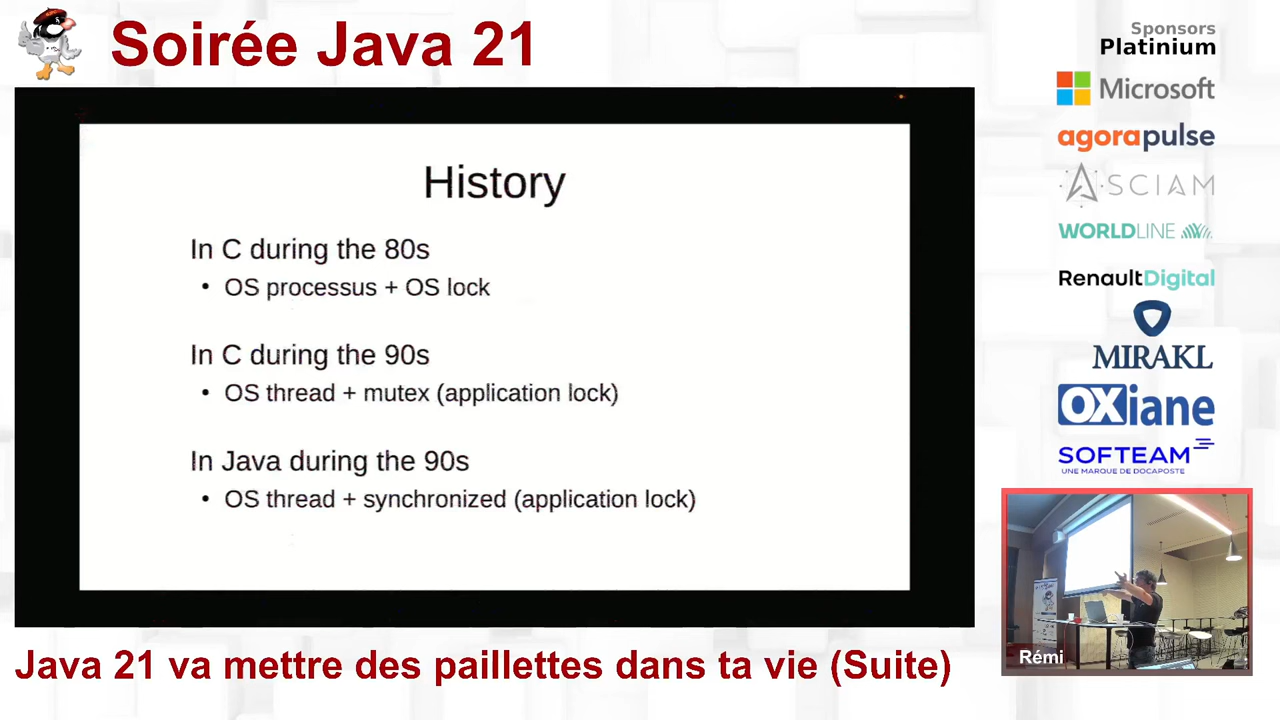 Soirée Java 21
Sponsors
Platinium
Microsoft
agorapulse
ASCIAM
WORLDLINE
RenaultDigital
MIRAKL
OXiane
SOFTEAM
UNE MARQUE DE DOCAPOSTE
History
In C during the 80s
• OS processus + OS lock
In C during the 90s
• OS thread + mutex (application lock)
In Java during the 90s
• OS thread + synchronized (application lock)
Rémi
Java 21 va mettre des paillettes dans ta vie (Suite)